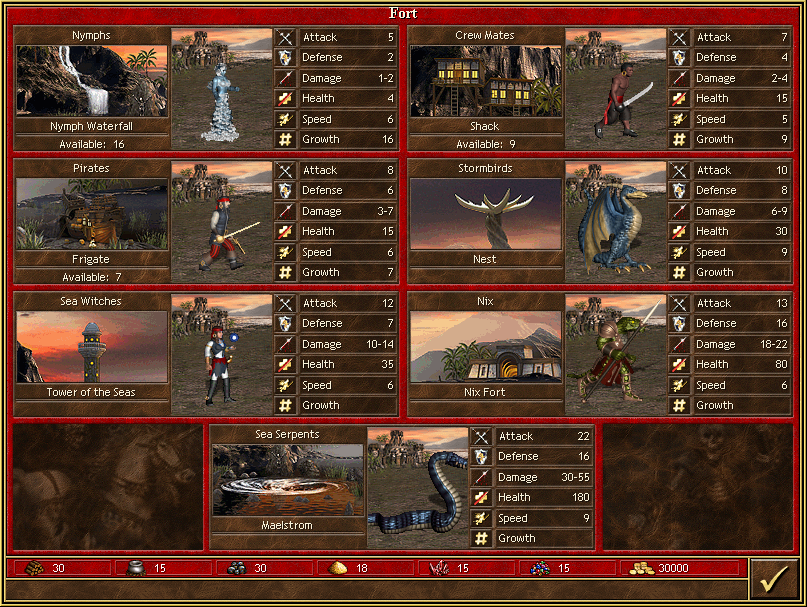 Fort
Nymphs
Attack 5
Defense 2
Damage 1-2
Health 4
Speed 6
Growth 16
Nymph Waterfall
Available: 16
Crew Mates
Attack 7
Defense 4
Damage 2-4
Health 15
Speed 5
Growth 9
Shack
Available: 9
Pirates
Attack 8
Defense 6
Damage 3-7
Health 15
Speed 6
Growth 7
Frigate
Available: 7
Stormbirds
Attack 10
Defense 8
Damage 6-9
Health 30
Speed 9
Growth
Nest
Sea Witches
Attack 12
Defense 7
Damage 10-14
Health 35
Speed 6
Growth
Tower of the Seas
Nix
Attack 13
Defense 16
Damage 18-22
Health 80
Speed 6
Growth
Nix Fort
Sea Serpents
Attack 22
Defense 16
Damage 30-55
Health 180
Speed 9
Growth
Maelstrom
30 15 30 18 15 15 30000